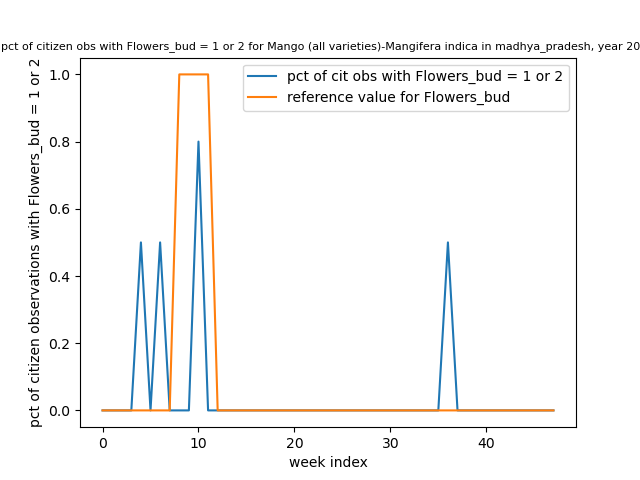 pct of citizen obs with Flowers_bud = 1 or 2 for Mango (all varieties)-Mangifera indica in madhya_pradesh, year 20
pct of cit obs with Flowers_bud = 1 or 2
reference value for Flowers_bud
pct of citizen observations with Flowers_bud = 1 or 2
1.0
0.8
0.6
0.4
0.2
0.0
0 10 20 30 40
week index